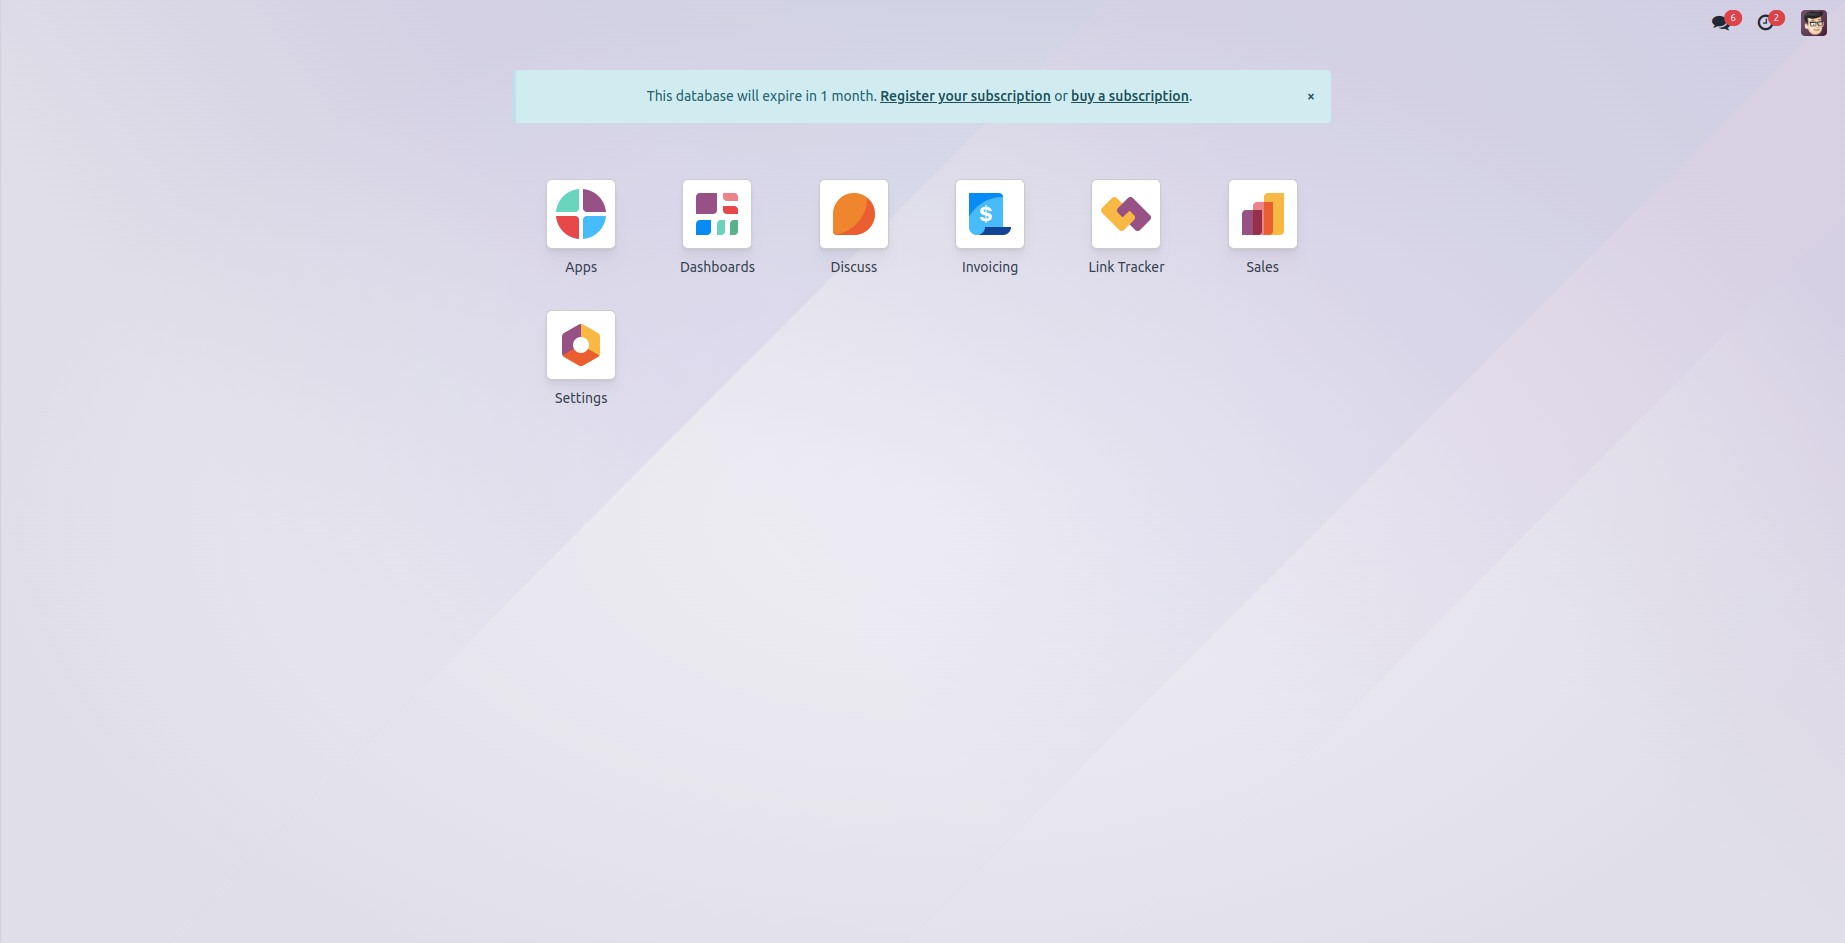 6
2
This database will expire in 1 month. Register your subscription or buy a subscription.
×
$
Apps
Dashboards
Discuss
Invoicing
Link Tracker
Sales
Settings